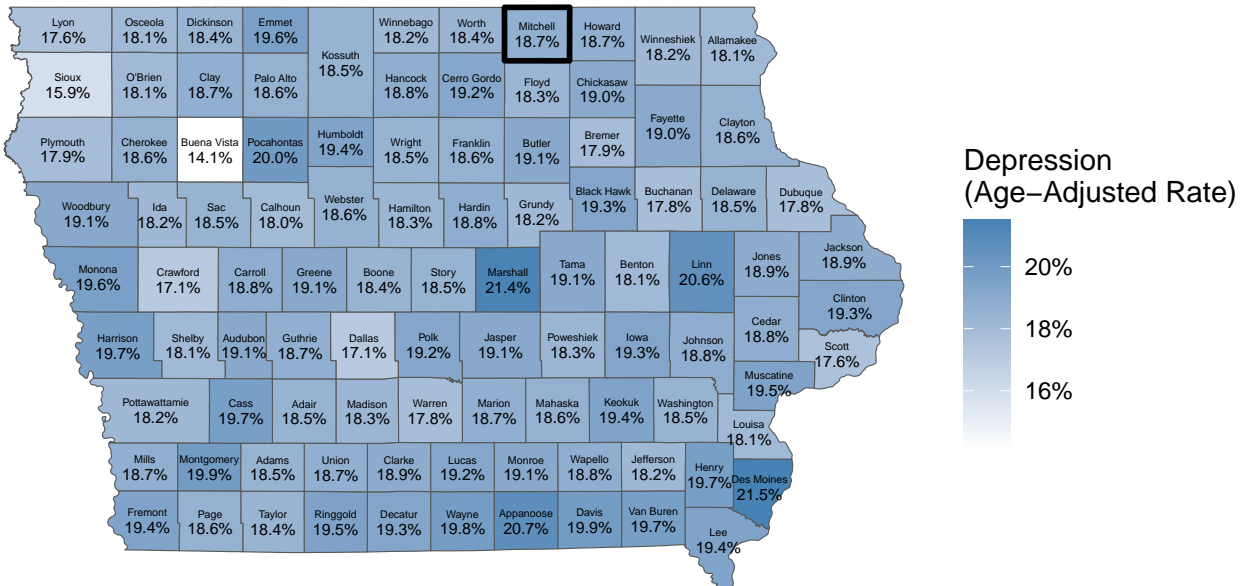 Lyon
17.6%
Osceola
18.1%
Dickinson
18.4%
Emmet
19.6%
Kossuth
18.5%
Winnebago
18.2%
Worth
18.4%
Mitchell
18.7%
Howard
18.7%
Winneshiek
18.2%
Allamakee
18.1%
Sioux
15.9%
O'Brien
18.1%
Clay
18.7%
Palo Alto
18.6%
Hancock
18.8%
Cerro Gordo
19.2%
Floyd
18.3%
Chickasaw
19.0%
Fayette
19.0%
Clayton
18.6%
Plymouth
17.9%
Cherokee
18.6%
Buena Vista
14.1%
Pocahontas
20.0%
Humboldt
19.4%
Wright
18.5%
Franklin
18.6%
Butler
19.1%
Bremer
17.9%
Woodbury
19.1%
Ida
18.2%
Sac
18.5%
Calhoun
18.0%
Webster
18.6%
Hamilton
18.3%
Hardin
18.8%
Grundy
18.2%
Black Hawk
19.3%
Buchanan
17.8%
Delaware
18.5%
Dubuque
17.8%
Monona
19.6%
Crawford
17.1%
Carroll
18.8%
Greene
19.1%
Boone
18.4%
Story
18.5%
Marshall
21.4%
Tama
19.1%
Benton
18.1%
Linn
20.6%
Jones
18.9%
Jackson
18.9%
Clinton
19.3%
Harrison
19.7%
Shelby
18.1%
Audubon
19.1%
Guthrie
18.7%
Dallas
17.1%
Polk
19.2%
Jasper
19.1%
Poweshiek
18.3%
Iowa
19.3%
Johnson
18.8%
Cedar
18.8%
Scott
17.6%
Muscatine
19.5%
Pottawattamie
18.2%
Cass
19.7%
Adair
18.5%
Madison
18.3%
Warren
17.8%
Marion
18.7%
Mahaska
18.6%
Keokuk
19.4%
Washington
18.5%
Louisa
18.1%
Mills
18.7%
Montgomery
19.9%
Adams
18.5%
Union
18.7%
Clarke
18.9%
Lucas
19.2%
Monroe
19.1%
Wapello
18.8%
Jefferson
18.2%
Henry
19.7%
Des Moines
21.5%
Fremont
19.4%
Page
18.6%
Taylor
18.4%
Ringgold
19.5%
Decatur
19.3%
Wayne
19.8%
Appanoose
20.7%
Davis
19.9%
Van Buren
19.7%
Lee
19.4%
Depression
(Age−Adjusted Rate)
20%
18%
16%